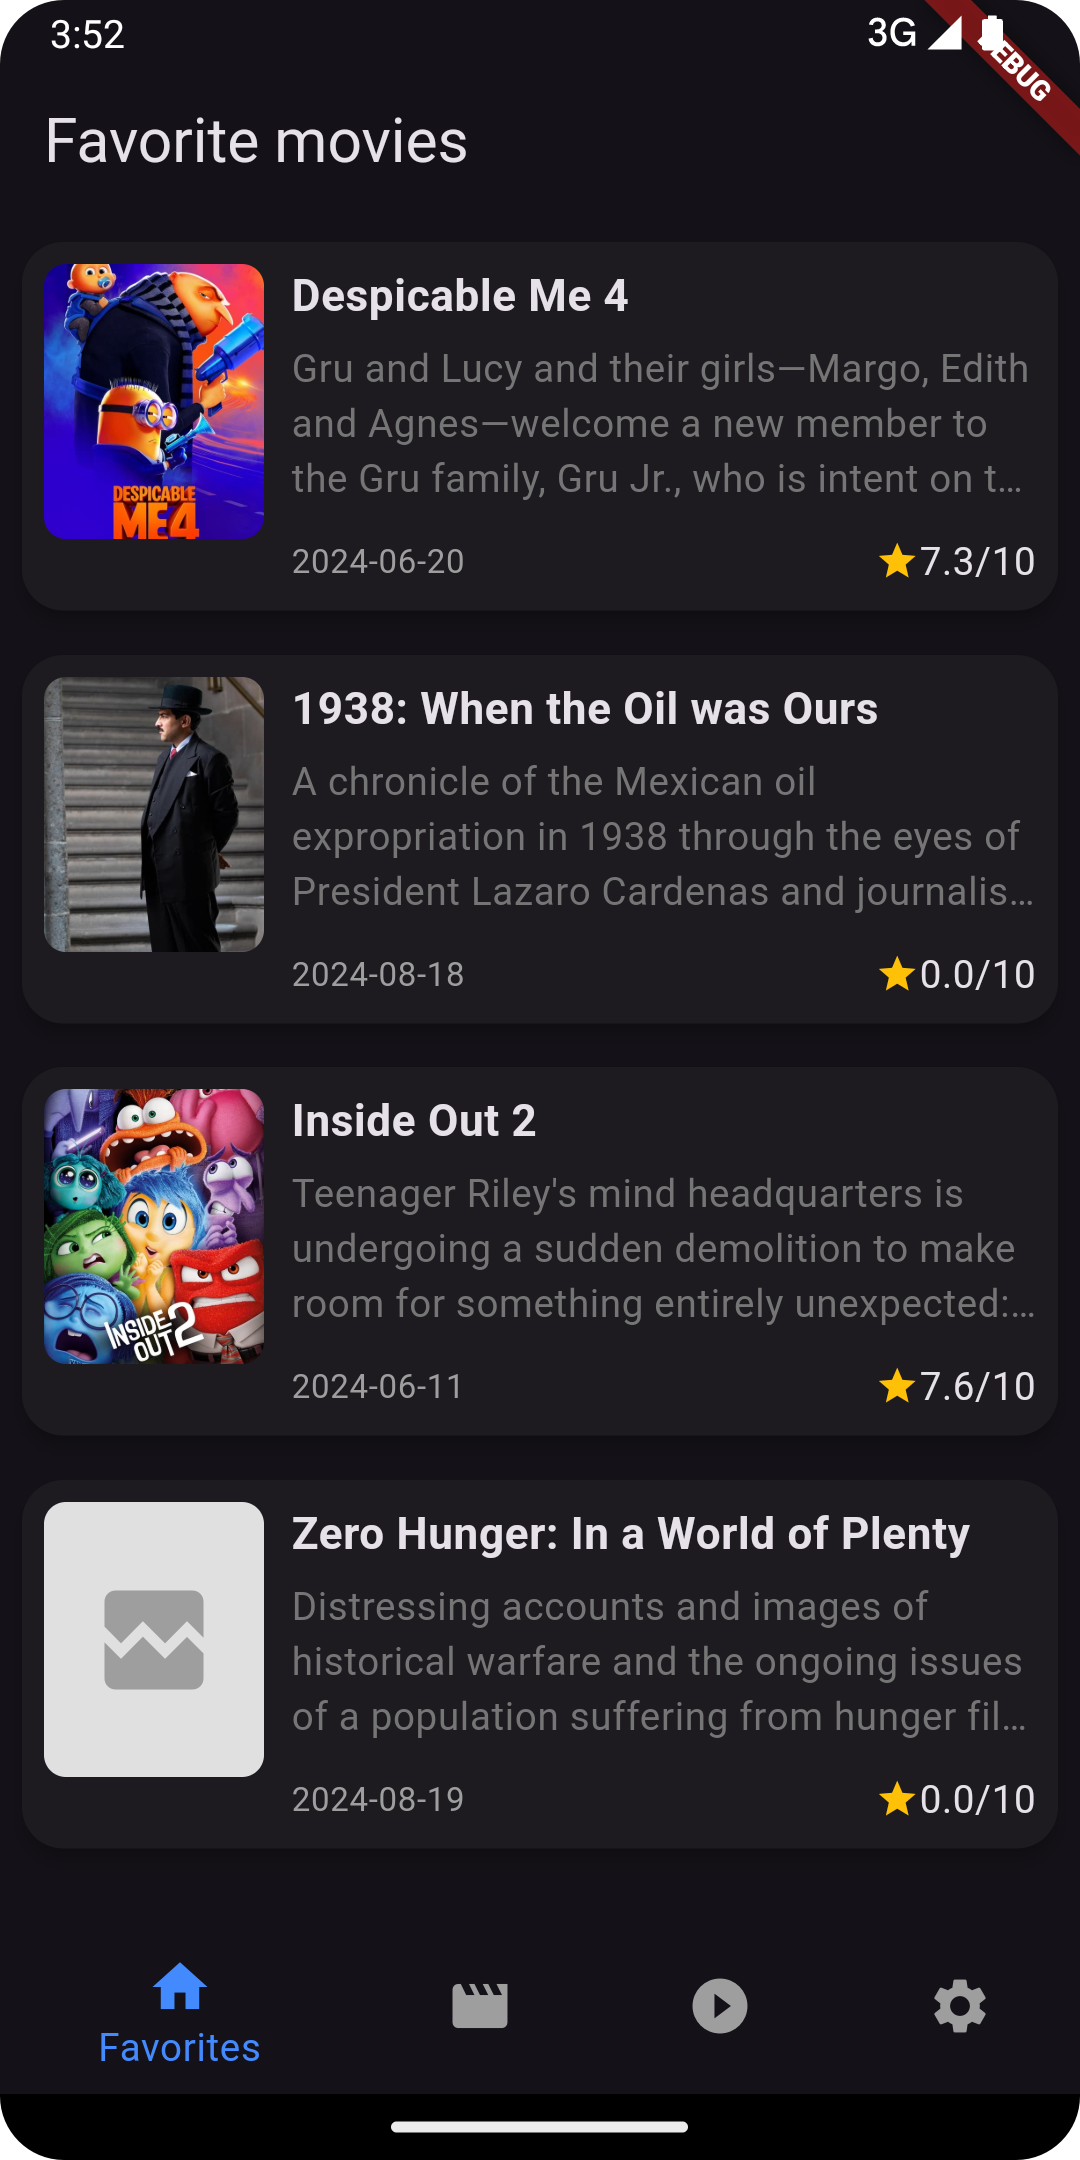 3:52
3G
DEBUG
Favorite movies
Despicable Me 4
Gru and Lucy and their girls—Margo, Edith
and Agnes—welcome a new member to
the Gru family, Gru Jr., who is intent on t…
DESPICABLE
ME4
2024-06-20
7.3/10
1938: When the Oil was Ours
A chronicle of the Mexican oil
expropriation in 1938 through the eyes of
President Lazaro Cardenas and journalis…
2024-08-18
0.0/10
Inside Out 2
Teenager Riley's mind headquarters is
undergoing a sudden demolition to make
room for something entirely unexpected:…
INSIDE
OUT 2
2024-06-11
7.6/10
Zero Hunger: In a World of Plenty
Distressing accounts and images of
historical warfare and the ongoing issues
of a population suffering from hunger fil…
2024-08-19
0.0/10
Favorites